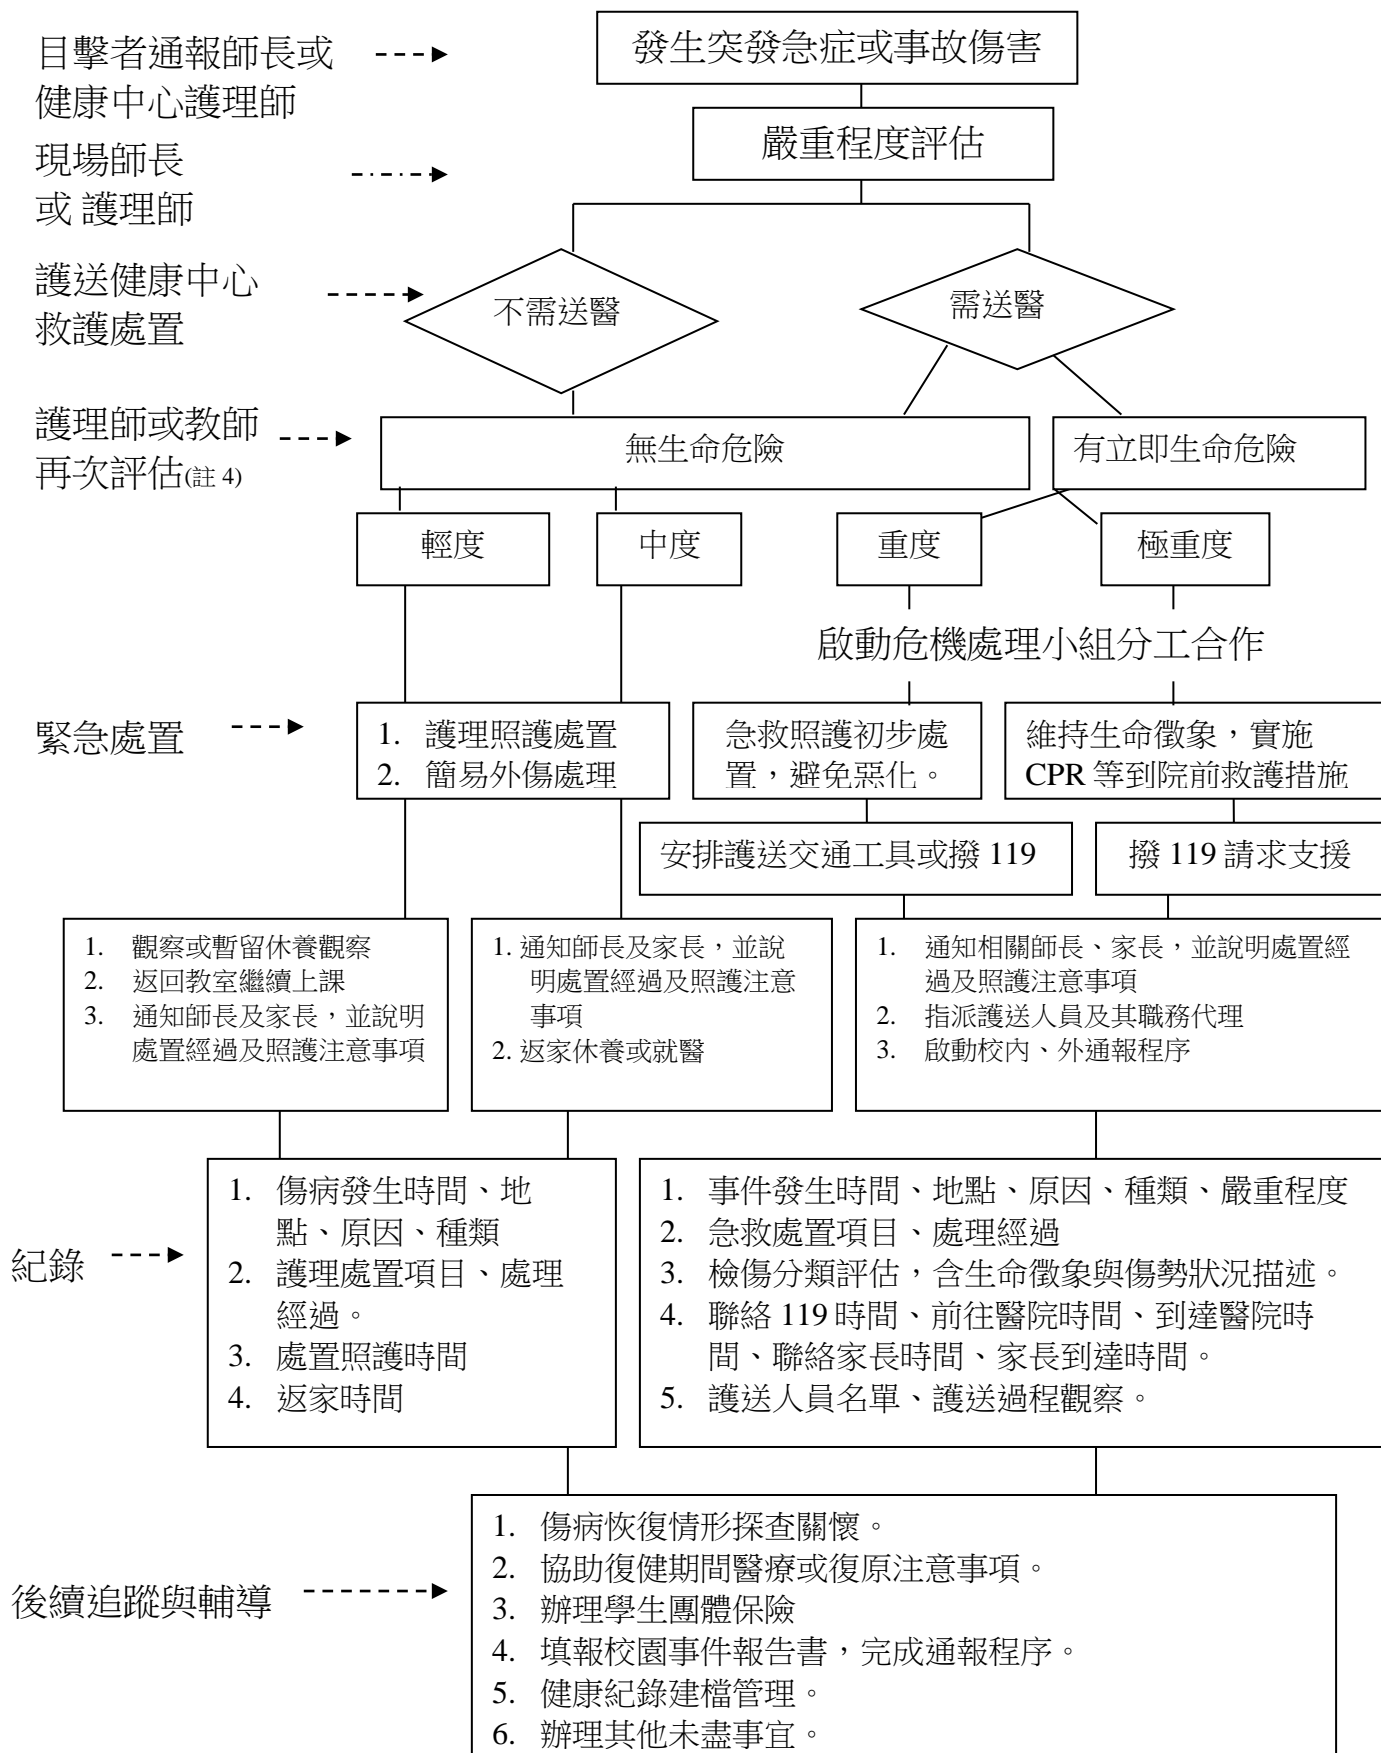 發生突發急症或事故傷害
目擊者通報師長或
健康中心護理師
嚴重程度評估
現場師長
或 護理師
護送健康中心
救護處置
不需送醫
需送醫
護理師或教師
再次評估(註 4)
無生命危險
有立即生命危險
輕度
中度
重度
極重度
啟動危機處理小組分工合作
緊急處置
1. 護理照護處置
2. 簡易外傷處理
急救照護初步處
置，避免惡化。
維持生命徵象，實施
CPR 等到院前救護措施
安排護送交通工具或撥 119
撥 119 請求支援
1. 觀察或暫留休養觀察
2. 返回教室繼續上課
3. 通知師長及家長，並說明
處置經過及照護注意事項
1. 通知師長及家長，並說
明處置經過及照護注意
事項
2. 返家休養或就醫
1. 通知相關師長、家長，並說明處置經
過及照護注意事項
2. 指派護送人員及其職務代理
3. 啟動校內、外通報程序
紀錄
1. 傷病發生時間、地
點、原因、種類
2. 護理處置項目、處理
經過。
3. 處置照護時間
4. 返家時間
1. 事件發生時間、地點、原因、種類、嚴重程度
2. 急救處置項目、處理經過
3. 檢傷分類評估，含生命徵象與傷勢狀況描述。
4. 聯絡 119 時間、前往醫院時間、到達醫院時
間、聯絡家長時間、家長到達時間。
5. 護送人員名單、護送過程觀察。
後續追蹤與輔導
1. 傷病恢復情形探查關懷。
2. 協助復健期間醫療或復原注意事項。
3. 辦理學生團體保險
4. 填報校園事件報告書，完成通報程序。
5. 健康紀錄建檔管理。
6. 辦理其他未盡事宜。